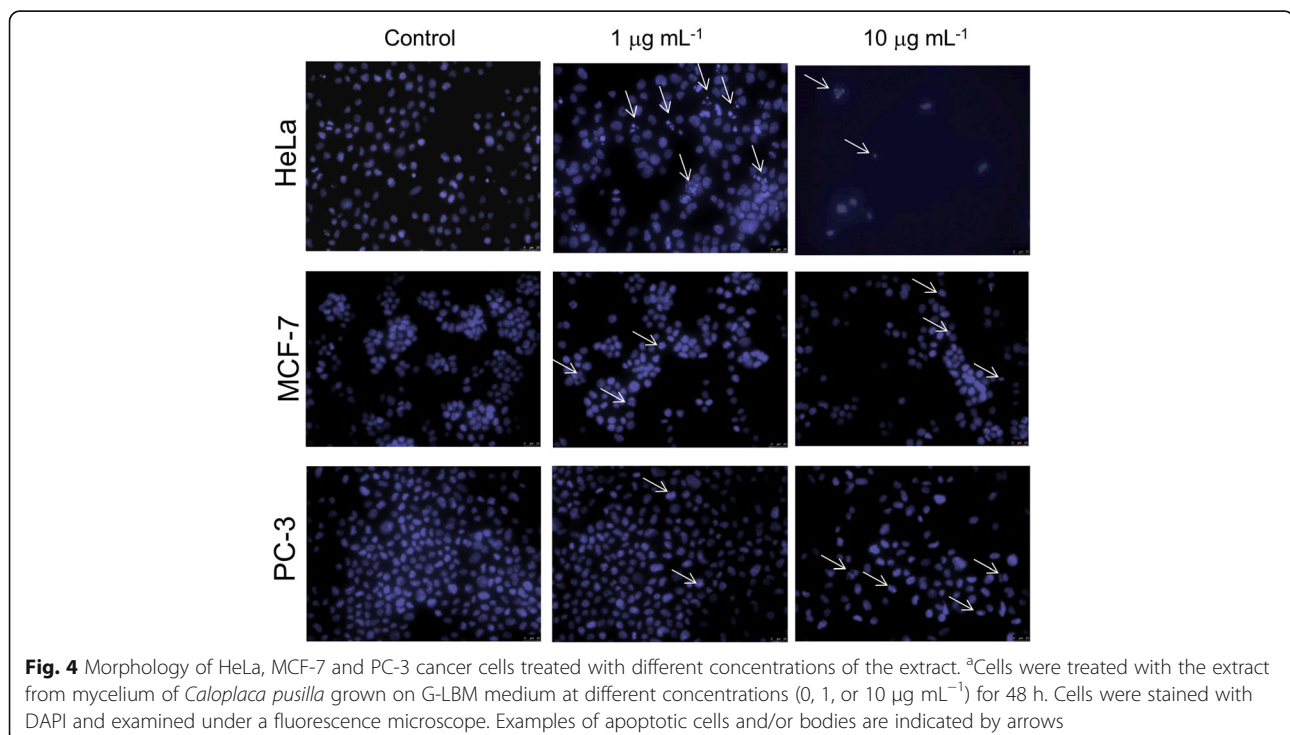 Control 1 μg mL⁻¹ 10 μg mL⁻¹
HeLa
MCF-7
PC-3
Fig. 4 Morphology of HeLa, MCF-7 and PC-3 cancer cells treated with different concentrations of the extract. ᵃCells were treated with the extract
from mycelium of Caloplaca pusilla grown on G-LBM medium at different concentrations (0, 1, or 10 μg mL⁻¹) for 48 h. Cells were stained with
DAPI and examined under a fluorescence microscope. Examples of apoptotic cells and/or bodies are indicated by arrows